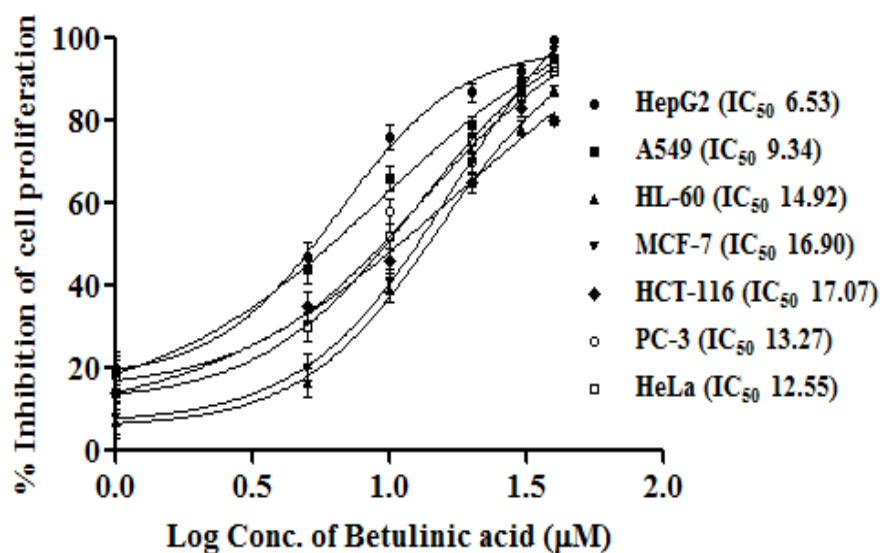 % Inhibition of cell proliferation
100
80
60
40
20
0
0.0 0.5 1.0 1.5 2.0
Log Conc. of Betulinic acid (µM)
HepG2 (IC50 6.53)
A549 (IC50 9.34)
HL-60 (IC50 14.92)
MCF-7 (IC50 16.90)
HCT-116 (IC50 17.07)
PC-3 (IC50 13.27)
HeLa (IC50 12.55)